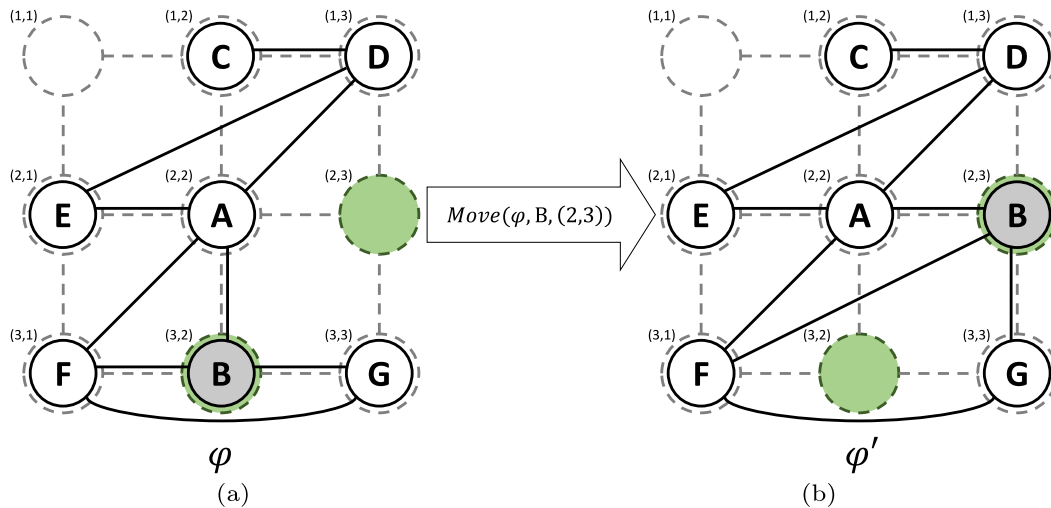 (1,1) (1,2) (1,3) (1,1) (1,2) (1,3)
C D C D
(2,1) (2,2) (2,3) (2,1) (2,2) (2,3)
E A Move(φ, B, (2,3)) E A B
(3,1) (3,2) (3,3) (3,1) (3,2) (3,3)
F B G F G
φ φ′
(a) (b)